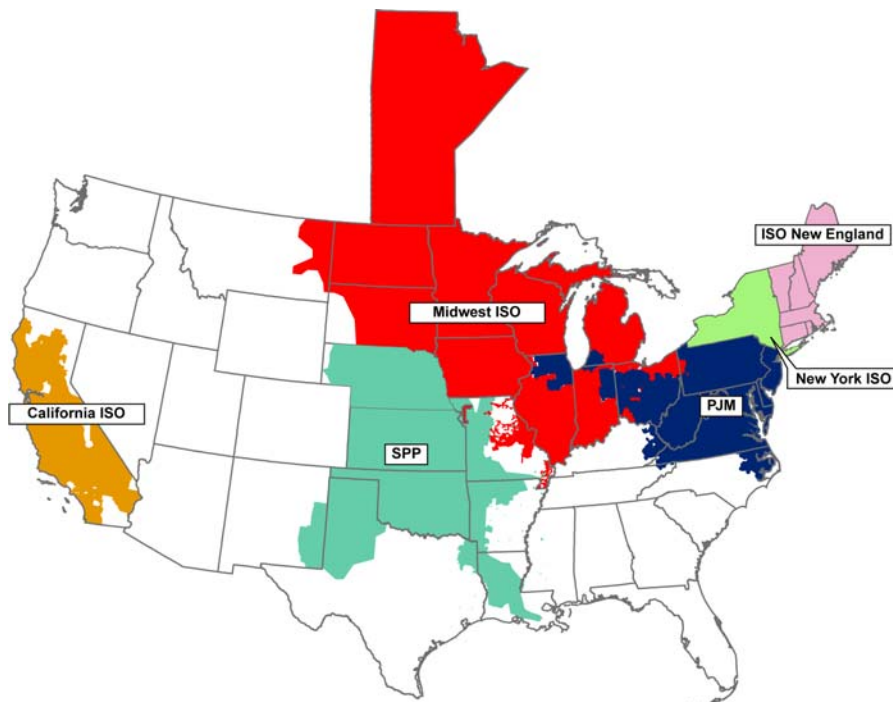 ISO New England
Midwest ISO
New York ISO
California ISO
PJM
SPP